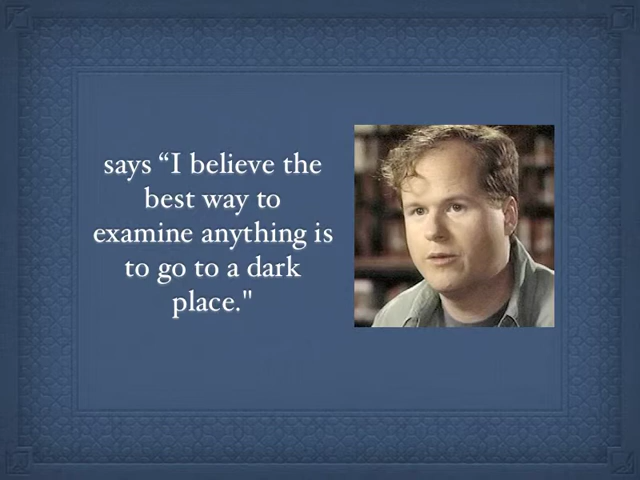 says “I believe the
best way to
examine anything is
to go to a dark
place."